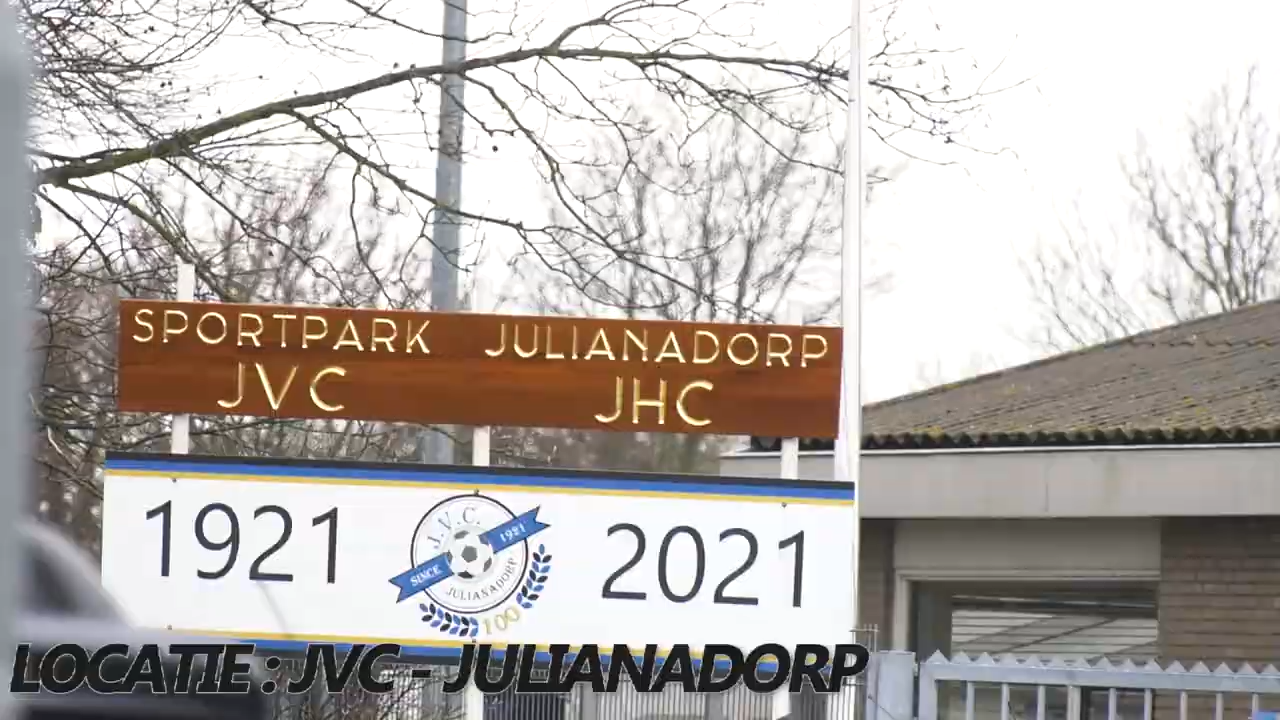 SPORTPARK JULIANADORP
JVC JHC
1921 2021
J.V.C.
SINCE 1921
JULIANADORP
100
LOCATIE : JVC - JULIANADORP